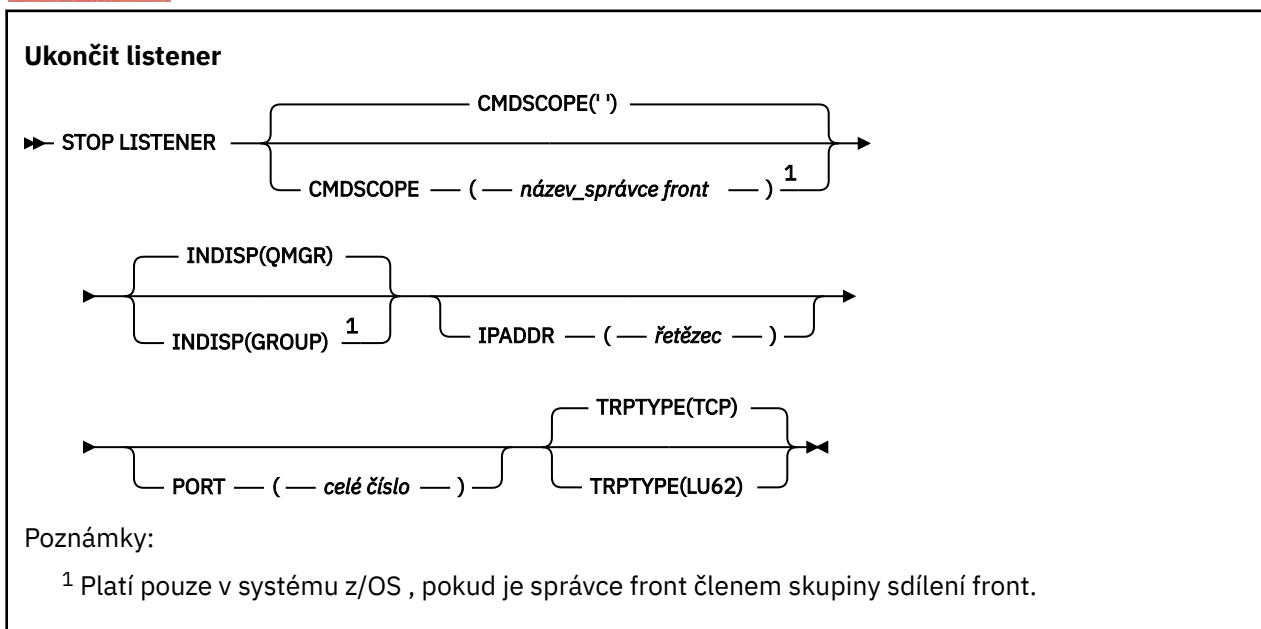 Ukončit listener
CMDSCOPE(' ')
STOP LISTENER
CMDSCOPE ( název_správce front ) 1
INDISP(QMGR)
INDISP(GROUP) 1
IPADDR ( řetězec )
TRPTYPE(TCP)
PORT ( celé číslo )
TRPTYPE(LU62)
Poznámky:
1 Platí pouze v systému z/OS , pokud je správce front členem skupiny sdílení front.